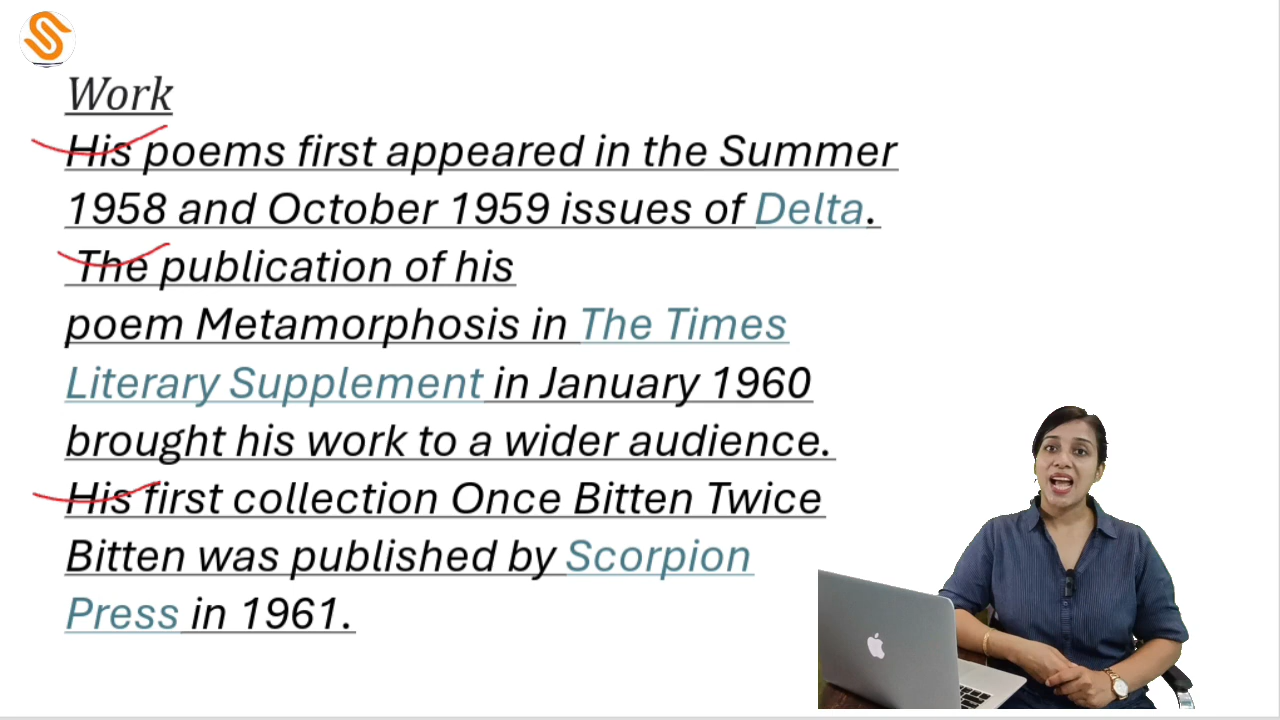 Work
His poems first appeared in the Summer
1958 and October 1959 issues of Delta.
The publication of his
poem Metamorphosis in The Times
Literary Supplement in January 1960
brought his work to a wider audience.
His first collection Once Bitten Twice
Bitten was published by Scorpion
Press in 1961.